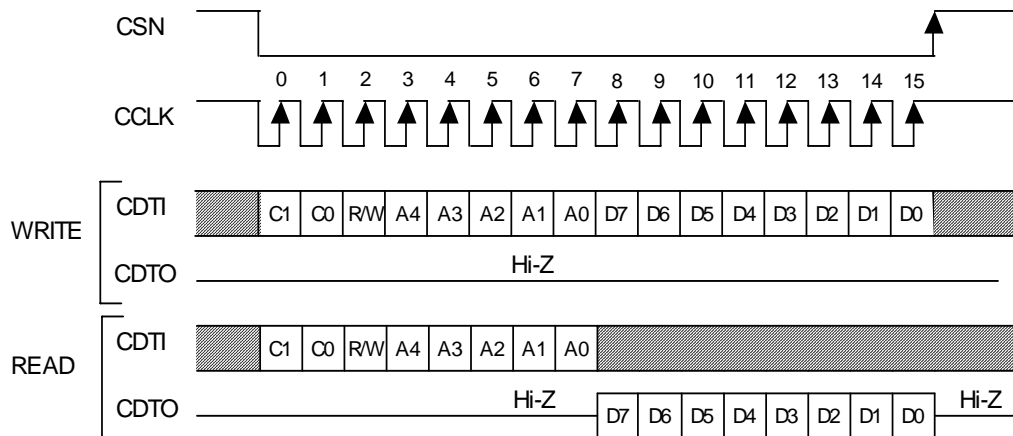 CSN
0 1 2 3 4 5 6 7 8 9 10 11 12 13 14 15
CCLK
WRITE
CDTI C1 C0 R/W A4 A3 A2 A1 A0 D7 D6 D5 D4 D3 D2 D1 D0
CDTO Hi-Z
READ
CDTI C1 C0 R/W A4 A3 A2 A1 A0
CDTO Hi-Z D7 D6 D5 D4 D3 D2 D1 D0 Hi-Z